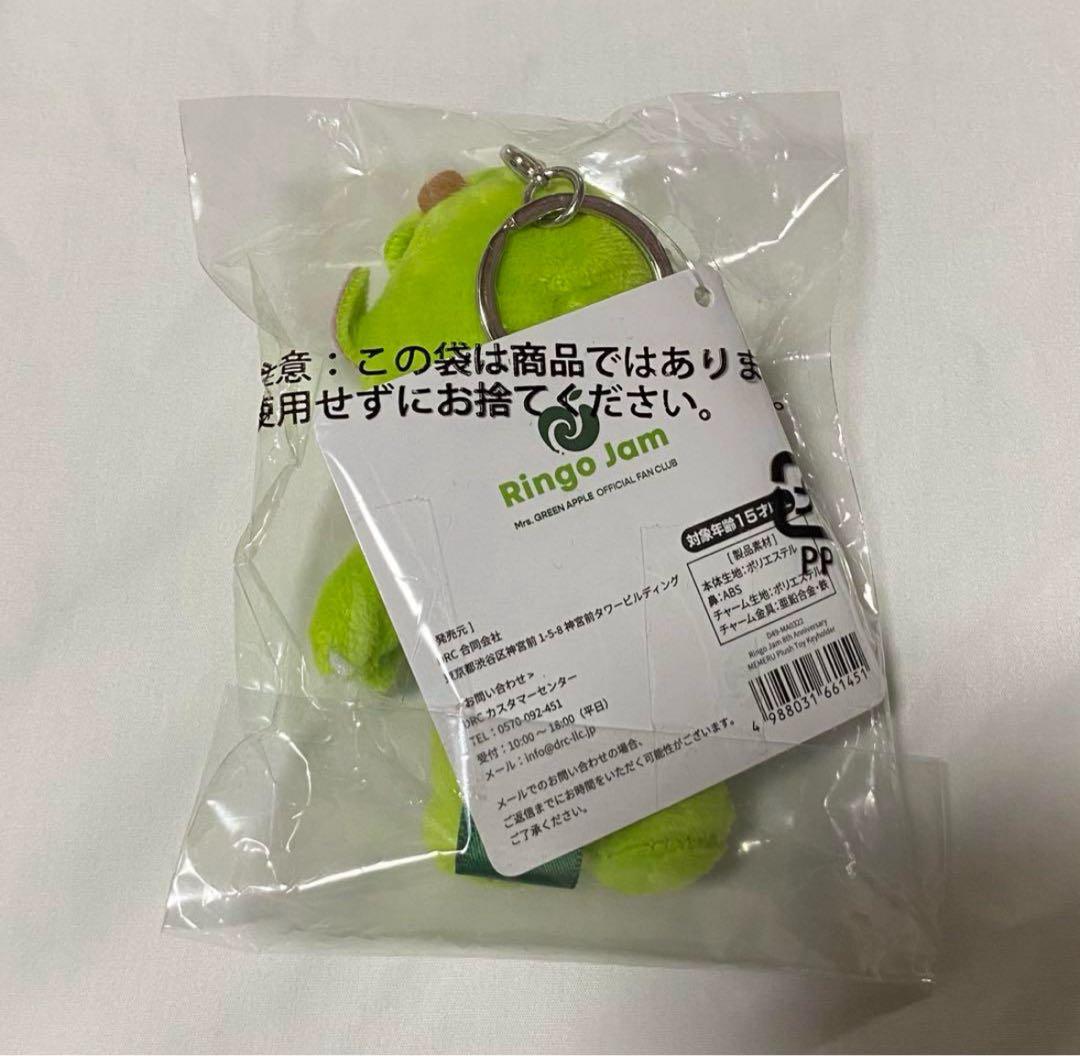 注意：この袋は商品ではありま
使用せずにお捨てください。
Ringo Jam
Mrs. GREEN APPLE OFFICIAL FAN CLUB
対象年齢15才
[製品素材]
本体生地:ポリエステル
鼻:ABS
チャーム生地:ポリエステル
チャーム金具:亜鉛合金・鉄
PP
D49-MA0322
Ringo Jam 8th Anniversary
MEMERU Plush Toy Keyholder
4 988031 661451
発売元]
DRC 合同会社
東京都渋谷区神宮前 1-5-8 神宮前タワービルディング
お問い合わせ>
DRC カスタマーセンター
TEL：0570-092-451
受付：10:00～18:00（平日）
メール：info@drc-llc.jp
メールでのお問い合わせの場合、
ご返信までにお時間をいただく可能性がございます。
ご了承ください。